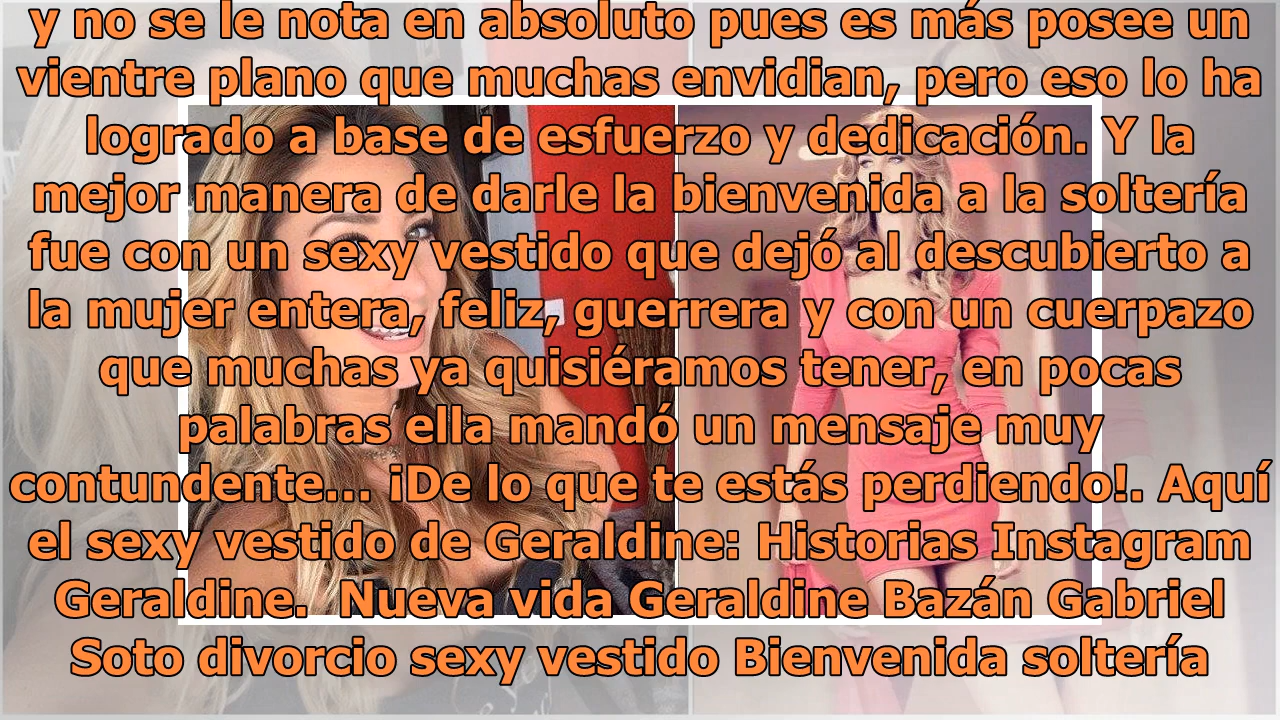 y no se le nota en absoluto pues es más posee un
vientre plano que muchas envidian, pero eso lo ha
logrado a base de esfuerzo y dedicación. Y la
mejor manera de darle la bienvenida a la soltería
fue con un sexy vestido que dejó al descubierto a
la mujer entera, feliz, guerrera y con un cuerpazo
que muchas ya quisiéramos tener, en pocas
palabras ella mandó un mensaje muy
contundente... ¡De lo que te estás perdiendo!. Aquí
el sexy vestido de Geraldine: Historias Instagram
Geraldine.  Nueva vida Geraldine Bazán Gabriel
Soto divorcio sexy vestido Bienvenida soltería